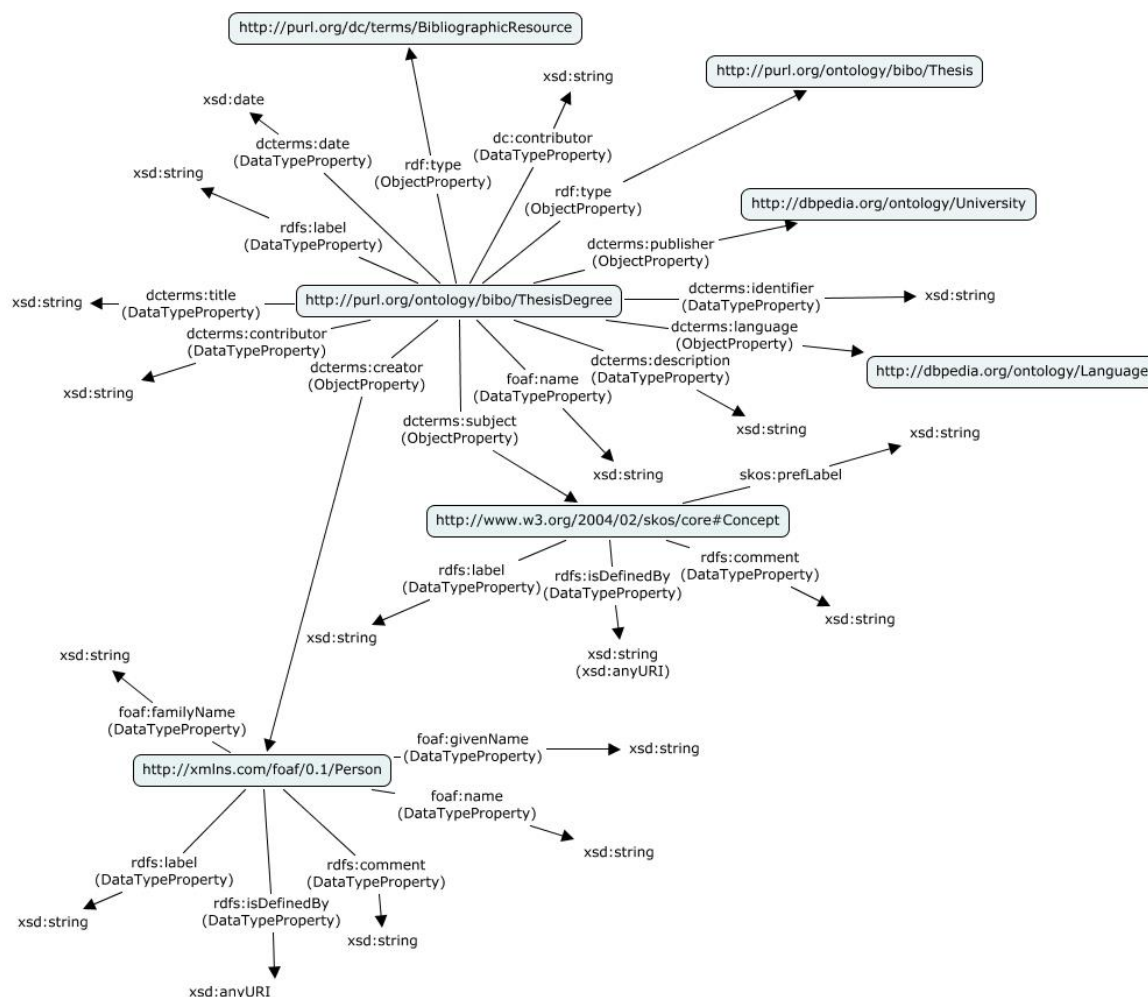 http://purl.org/dc/terms/BibliographicResource
http://purl.org/ontology/bibo/Thesis
xsd:string
xsd:date
dcterms:date
(DataTypeProperty)
dc:contributor
(DataTypeProperty)
rdf:type
(ObjectProperty)
xsd:string
rdf:type
(ObjectProperty)
http://dbpedia.org/ontology/University
rdfs:label
(DataTypeProperty)
dcterms:publisher
(ObjectProperty)
xsd:string
dcterms:title
(DataTypeProperty)
http://purl.org/ontology/bibo/ThesisDegree
dcterms:identifier
(DataTypeProperty)
xsd:string
dcterms:contributor
(DataTypeProperty)
dcterms:language
(ObjectProperty)
dcterms:creator
(ObjectProperty)
foaf:name
(DataTypeProperty)
dcterms:description
(DataTypeProperty)
http://dbpedia.org/ontology/Language
xsd:string
dcterms:subject
(ObjectProperty)
xsd:string
xsd:string
xsd:string
skos:prefLabel
http://www.w3.org/2004/02/skos/core#Concept
rdfs:label
(DataTypeProperty)
rdfs:isDefinedBy
(DataTypeProperty)
rdfs:comment
(DataTypeProperty)
xsd:string
xsd:string
xsd:string
(xsd:anyURI)
xsd:string
foaf:familyName
(DataTypeProperty)
foaf:givenName
(DataTypeProperty)
xsd:string
http://xmlns.com/foaf/0.1/Person
foaf:name
(DataTypeProperty)
xsd:string
rdfs:label
(DataTypeProperty)
rdfs:comment
(DataTypeProperty)
rdfs:isDefinedBy
(DataTypeProperty)
xsd:string
xsd:string
xsd:anyURI